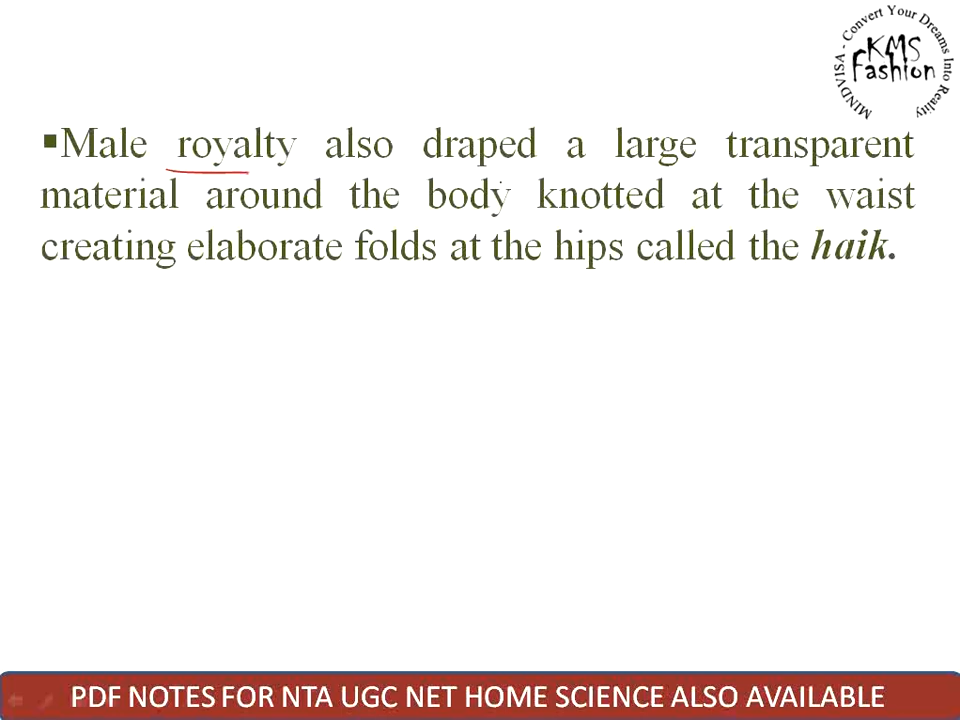 MINDVISA - Convert Your Dreams Into Reality
KMS
Fashion
▪Male royalty also draped a large transparent
material around the body knotted at the waist
creating elaborate folds at the hips called the haik.
PDF NOTES FOR NTA UGC NET HOME SCIENCE ALSO AVAILABLE